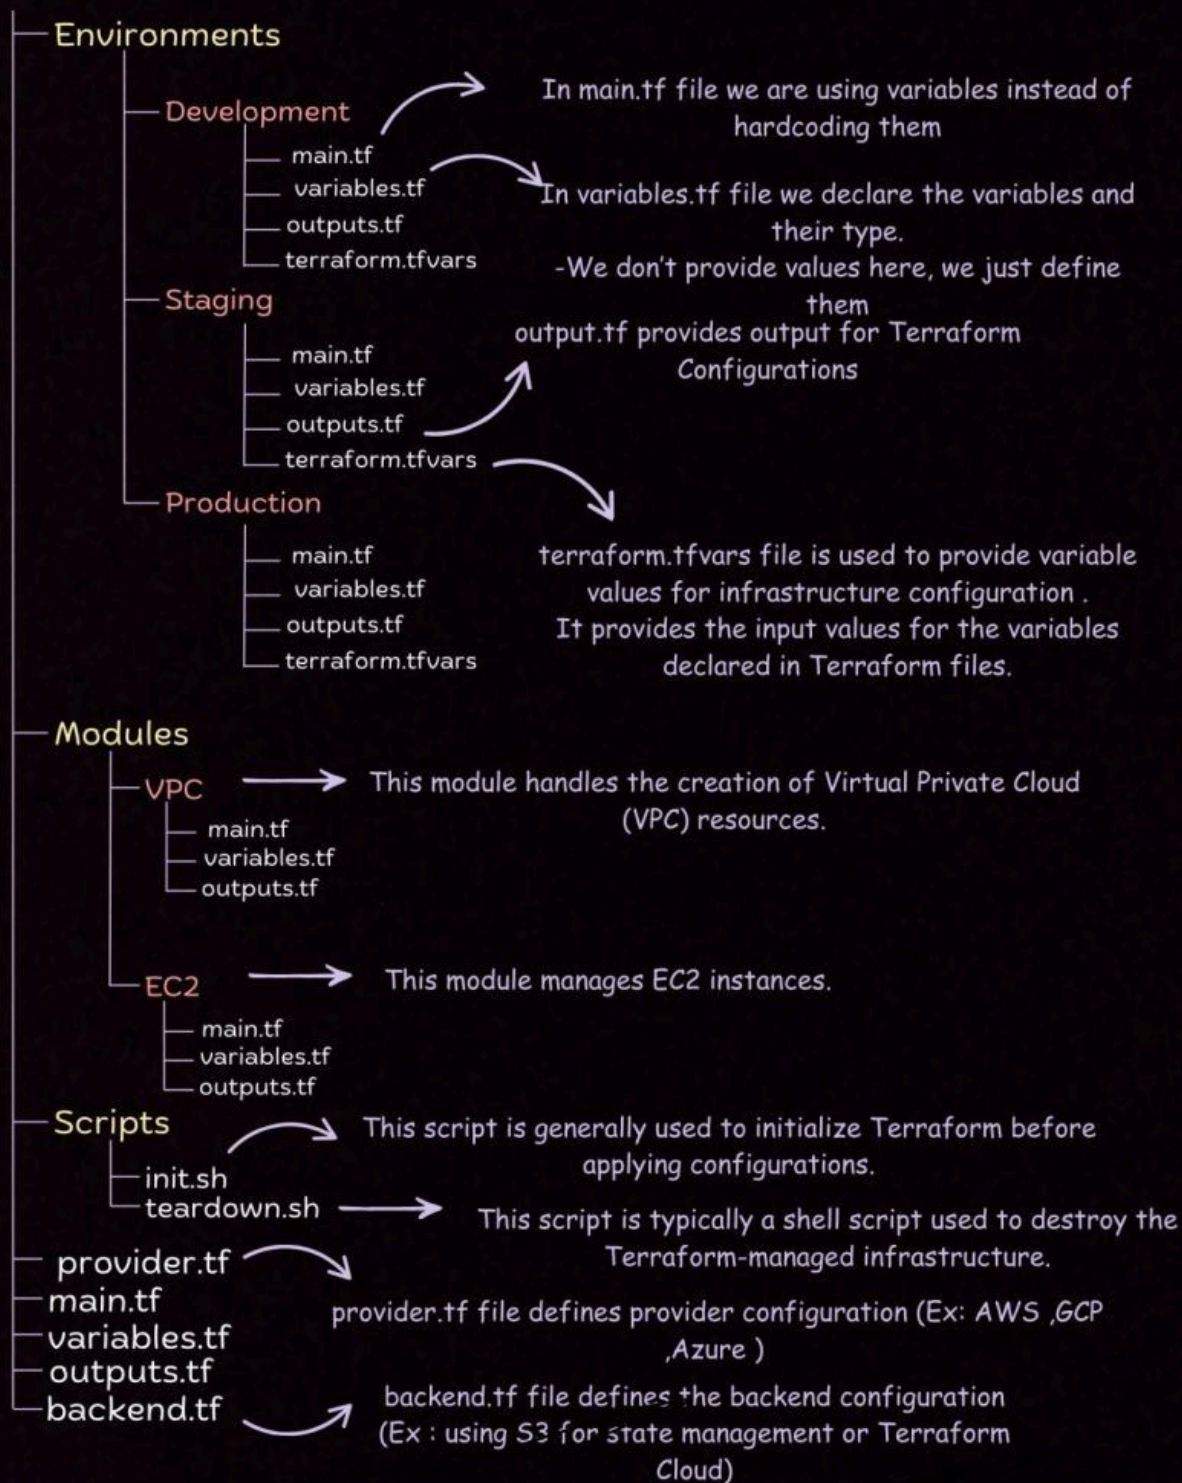 Environments
Development
main.tf
variables.tf
outputs.tf
terraform.tfvars
In main.tf file we are using variables instead of
hardcoding them
In variables.tf file we declare the variables and
their type.
-We don't provide values here, we just define
them
Staging
main.tf
variables.tf
outputs.tf
terraform.tfvars
output.tf provides output for Terraform
Configurations
Production
main.tf
variables.tf
outputs.tf
terraform.tfvars
terraform.tfvars file is used to provide variable
values for infrastructure configuration .
It provides the input values for the variables
declared in Terraform files.
Modules
VPC
This module handles the creation of Virtual Private Cloud
(VPC) resources.
main.tf
variables.tf
outputs.tf
EC2
This module manages EC2 instances.
main.tf
variables.tf
outputs.tf
Scripts
init.sh
This script is generally used to initialize Terraform before
applying configurations.
teardown.sh
This script is typically a shell script used to destroy the
Terraform-managed infrastructure.
provider.tf
main.tf
variables.tf
outputs.tf
backend.tf
provider.tf file defines provider configuration (Ex: AWS ,GCP
,Azure )
backend.tf file defines the backend configuration
(Ex : using S3 for state management or Terraform
Cloud)